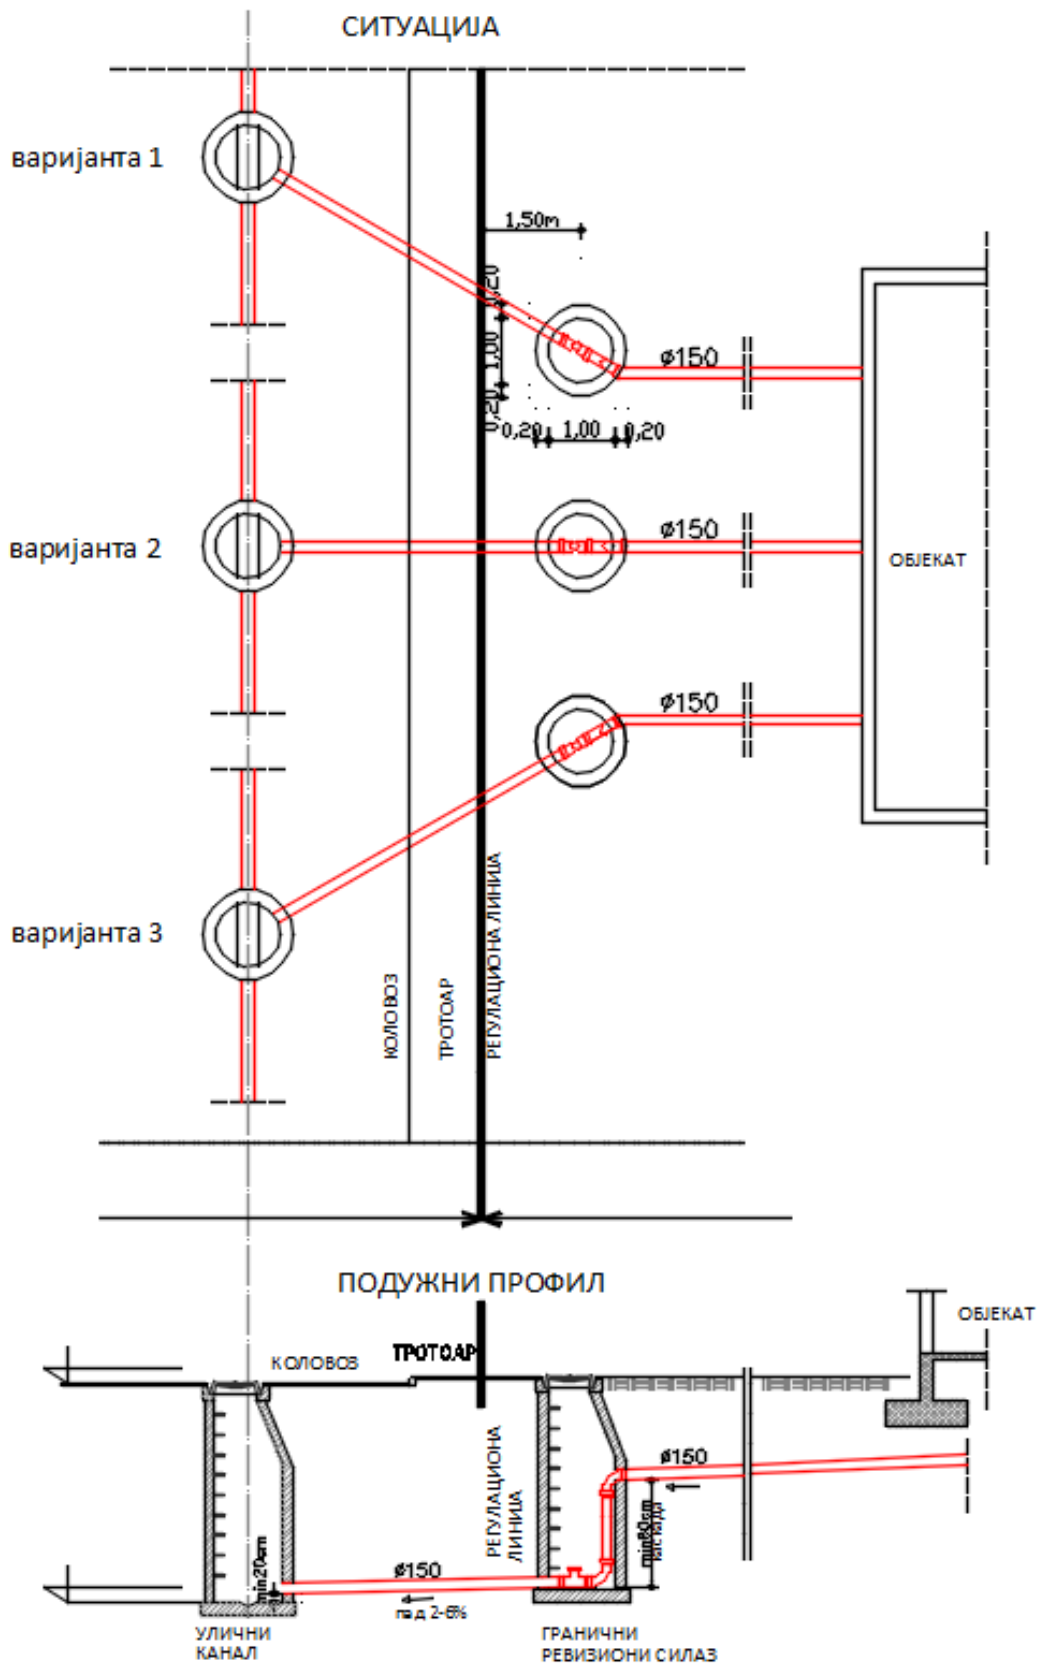 СИТУАЦИЈА
варијанта 1
1,50m
0,20
1,00
0,20
0,20 1,00 0,20
ø150
варијанта 2
ø150
ОБЈЕКАТ
ø150
варијанта 3
КОЛОВОЗ
ТРОТОАР
РЕГУЛАЦИОНА ЛИНИЈА
ПОДУЖНИ ПРОФИЛ
ОБЈЕКАТ
КОЛОВОЗ
ТРОТОАР
РЕГУЛАЦИОНА
ЛИНИЈА
ø150
min80cm
каскада
min20cm
ø150
пад 2-6%
УЛИЧНИ
КАНАЛ
ГРАНИЧНИ
РЕВИЗИОНИ СИЛАЗ